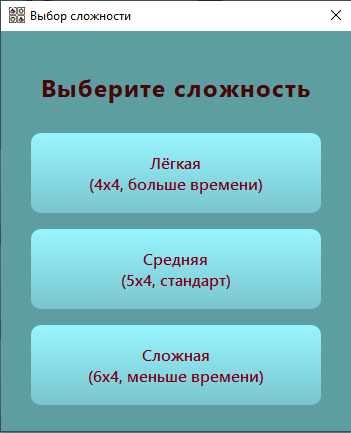 Выбор сложности
Выберите сложность
Лёгкая
(4x4, больше времени)
Средняя
(5x4, стандарт)
Сложная
(6x4, меньше времени)